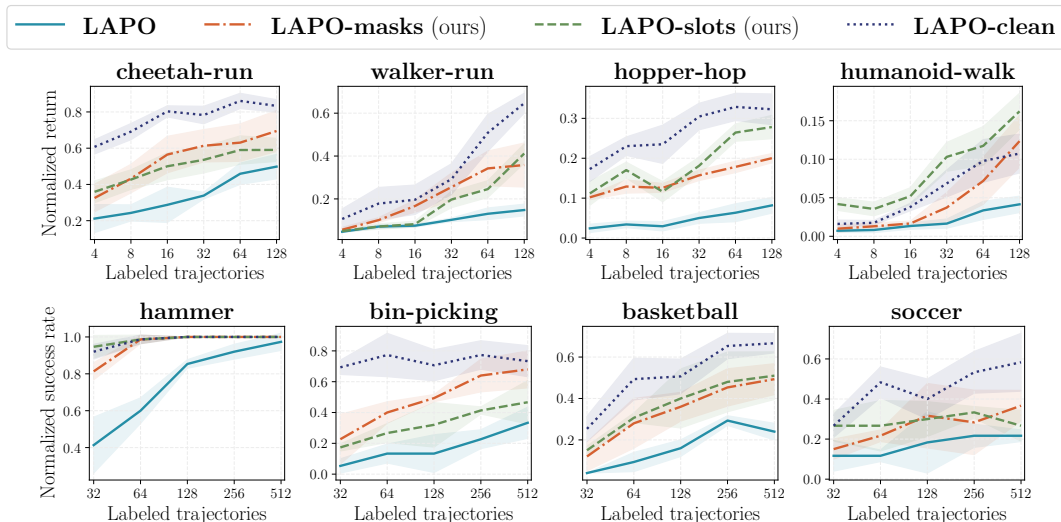 LAPO LAPO-masks (ours) LAPO-slots (ours) LAPO-clean
cheetah-run walker-run hopper-hop humanoid-walk
Normalized return
0.8 0.6 0.4 0.2
0.6 0.4 0.2
0.3 0.2 0.1 0.0
0.15 0.10 0.05 0.00
4 8 16 32 64 128 4 8 16 32 64 128 4 8 16 32 64 128 4 8 16 32 64 128
Labeled trajectories Labeled trajectories Labeled trajectories Labeled trajectories
hammer bin-picking basketball soccer
Normalized success rate
1.0 0.8 0.6 0.4
0.8 0.6 0.4 0.2 0.0
0.6 0.4 0.2
0.6 0.4 0.2 0.0
32 64 128 256 512 32 64 128 256 512 32 64 128 256 512 32 64 128 256 512
Labeled trajectories Labeled trajectories Labeled trajectories Labeled trajectories